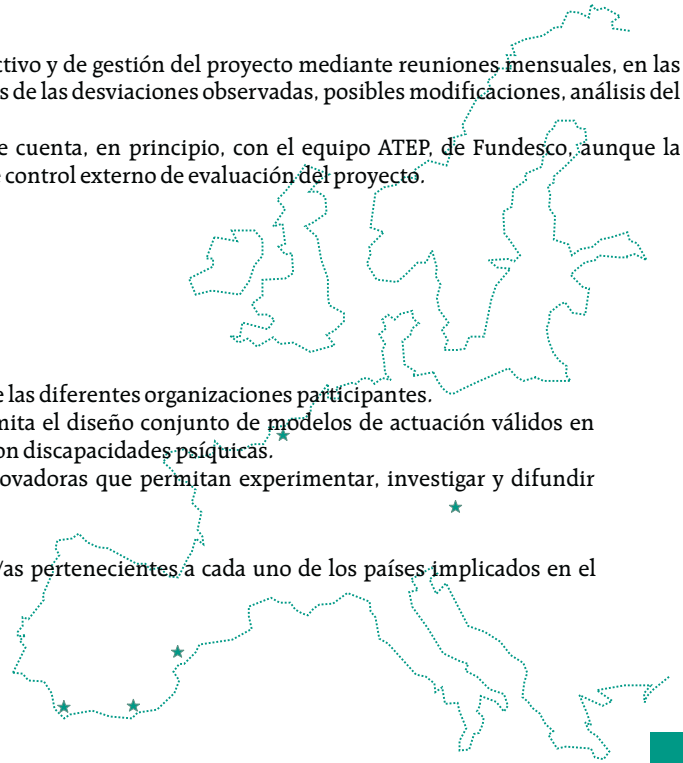 ctivo y de gestión del proyecto mediante reuniones mensuales, en las
s de las desviaciones observadas, posibles modificaciones, análisis del
e cuenta, en principio, con el equipo ATEP, de Fundesco, aunque la
e control externo de evaluación del proyecto.
e las diferentes organizaciones participantes.
mita el diseño conjunto de modelos de actuación válidos en
on discapacidades psíquicas.
ovadoras que permitan experimentar, investigar y difundir
/as pertenecientes a cada uno de los países implicados en el